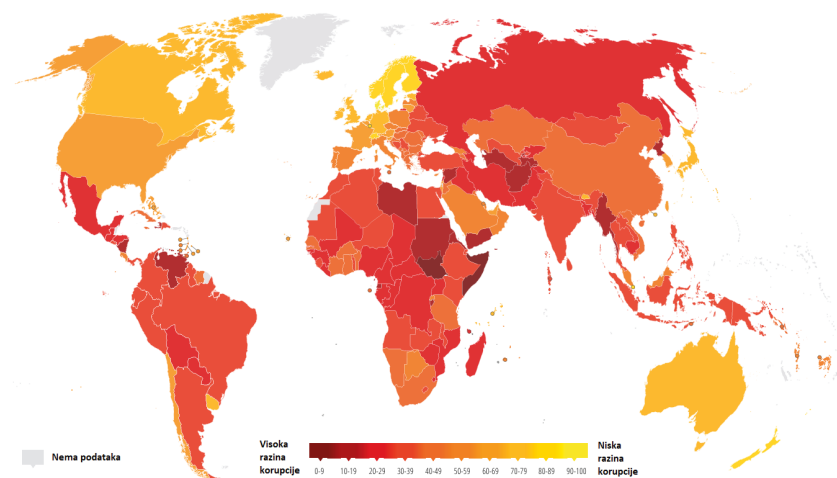 Nema podataka
Visoka
razina
korupcije
0-9 10-19 20-29 30-39 40-49 50-59 60-69 70-79 80-89 90-100
Niska
razina
korupcije